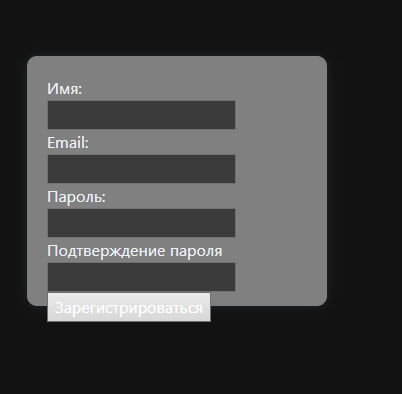 Имя:
Email:
Пароль:
Подтверждение пароля
Зарегистрироваться